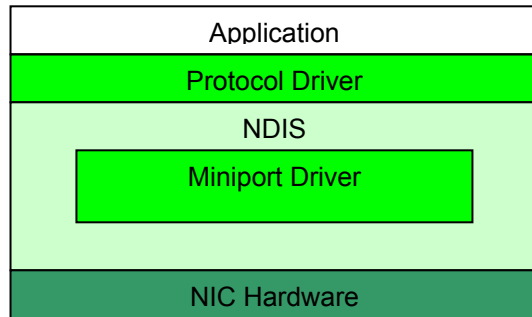 Application
Protocol Driver
NDIS
Miniport Driver
NIC Hardware